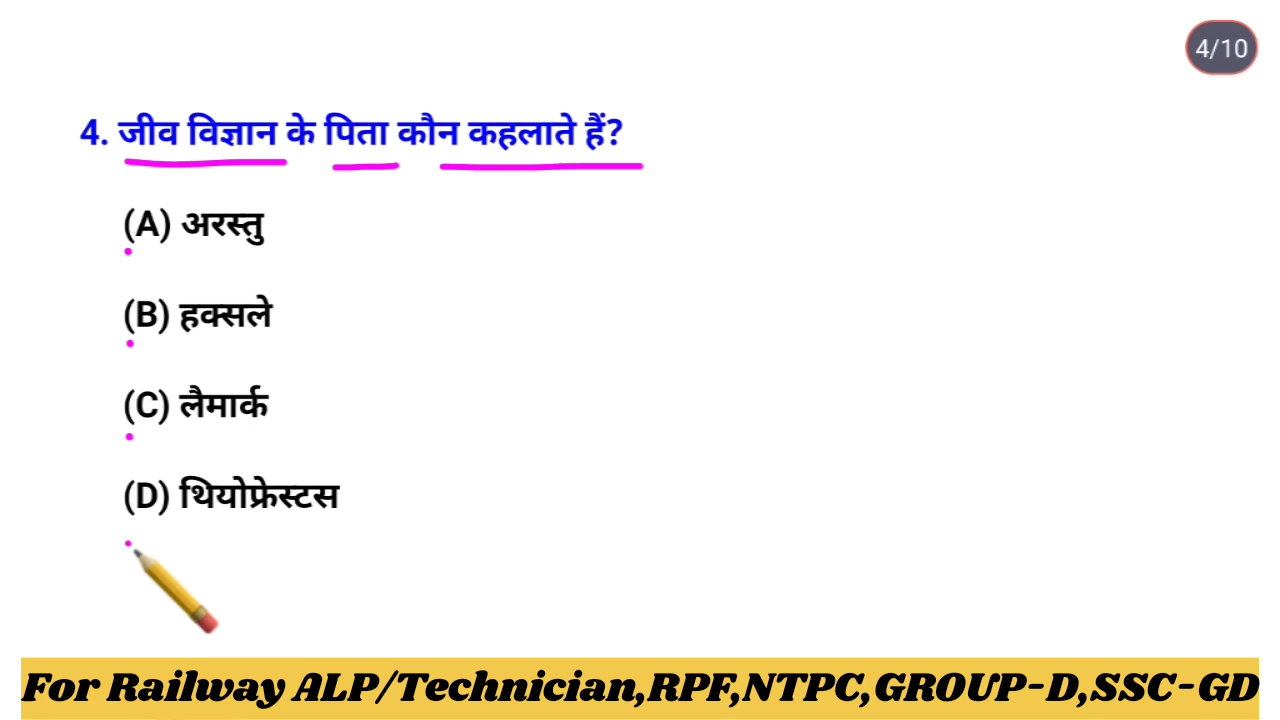 4/10
4. जीव विज्ञान के पिता कौन कहलाते हैं?
(A) अरस्तु
(B) हक्सले
(C) लैमार्क
(D) थियोफ्रेस्टस
For Railway ALP/Technician,RPF,NTPC,GROUP-D,SSC-GD